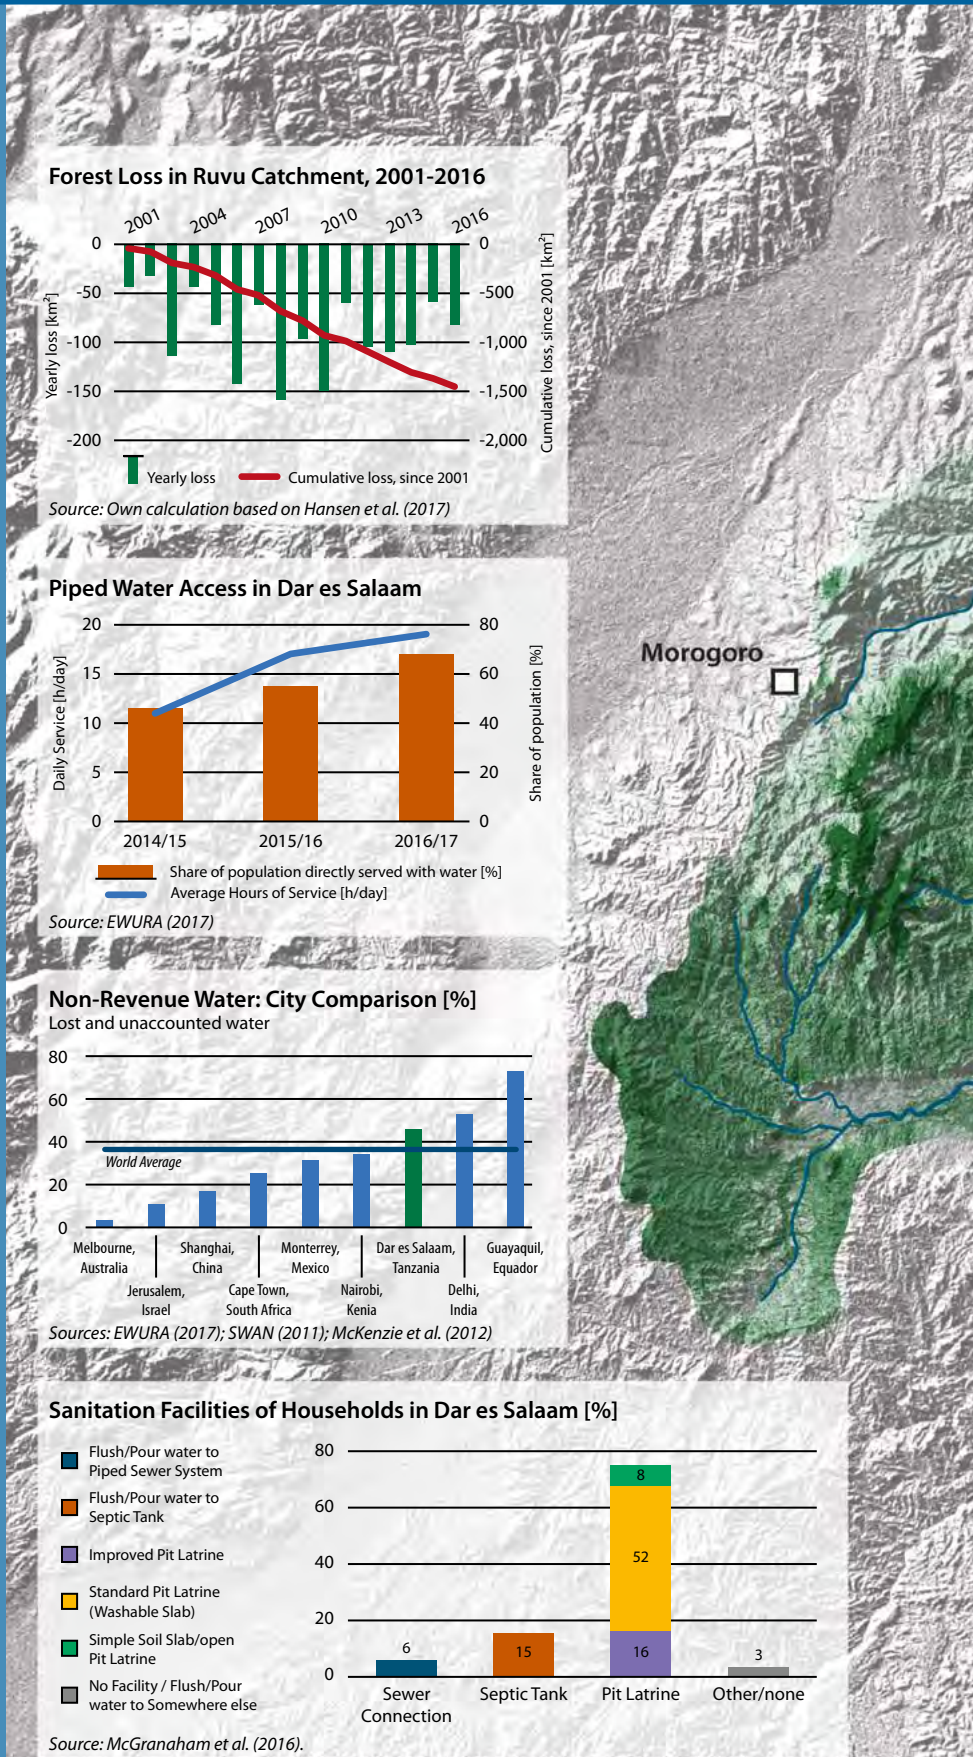 Forest Loss in Ruvu Catchment, 2001-2016
2001 2004 2007 2010 2013 2016
0 0
-50 -500
-100 -1,000
-150 -1,500
-200 -2,000
Yearly loss [km²]
Cumulative loss, since 2001 [km²]
Yearly loss Cumulative loss, since 2001
Source: Own calculation based on Hansen et al. (2017)
Piped Water Access in Dar es Salaam
20 80
15 60
10 40
5 20
0 0
Daily Service [h/day]
Share of population [%]
2014/15 2015/16 2016/17
Share of population directly served with water [%]
Average Hours of Service [h/day]
Source: EWURA (2017)
Morogoro
Non-Revenue Water: City Comparison [%]
Lost and unaccounted water
80
60
40
World Average
20
0
Melbourne, Australia
Jerusalem, Israel
Shanghai, China
Cape Town, South Africa
Monterrey, Mexico
Nairobi, Kenia
Dar es Salaam, Tanzania
Delhi, India
Guayaquil, Equador
Sources: EWURA (2017); SWAN (2011); McKenzie et al. (2012)
Sanitation Facilities of Households in Dar es Salaam [%]
Flush/Pour water to
Piped Sewer System
Flush/Pour water to
Septic Tank
Improved Pit Latrine
Standard Pit Latrine
(Washable Slab)
Simple Soil Slab/open
Pit Latrine
No Facility / Flush/Pour
water to Somewhere else
80
60
40
20
0
8
52
6 15 16 3
Sewer Connection
Septic Tank
Pit Latrine
Other/none
Source: McGranaham et al. (2016).